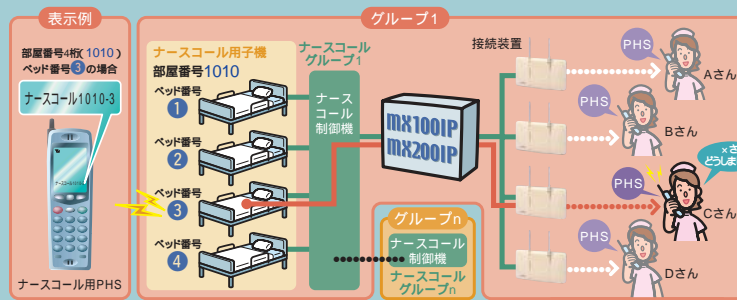 表示例
部屋番号4桁(1010)
ベッド番号3の場合
ナースコール1010-3
ナースコール用PHS
グループ1
ナースコール用子機
部屋番号1010
ベッド番号
1
ベッド番号
2
ベッド番号
3
ベッド番号
4
ナースコール
グループ1
ナース
コール
制御機
MX100IP
MX200IP
グループn
ナースコール
制御機
ナースコール
グループn
接続装置
PHS
Aさん
PHS
Bさん
PHS
Cさん
PHS
Dさん
×さ
どうしま